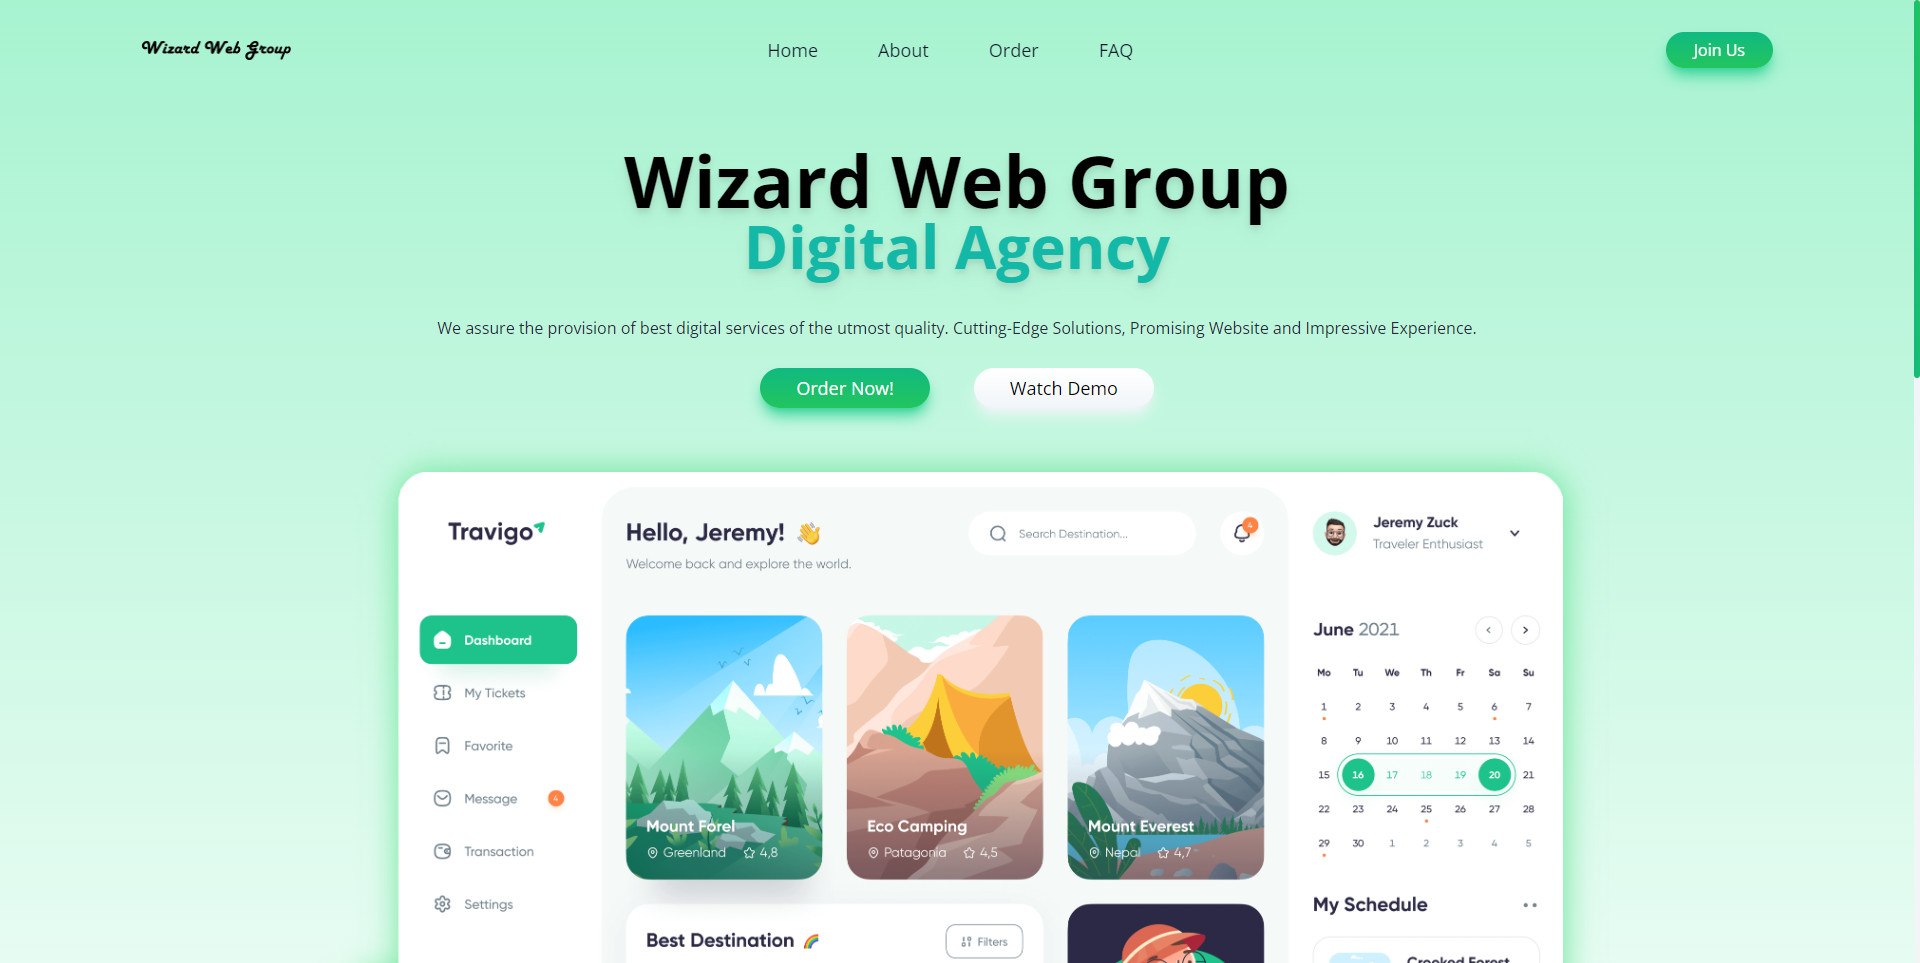 Wizard Web Group
Home About Order FAQ
Join Us
Wizard Web Group
Digital Agency
We assure the provision of best digital services of the utmost quality. Cutting-Edge Solutions, Promising Website and Impressive Experience.
Order Now!
Watch Demo
Travigo
Dashboard
My Tickets
Favorite
Message 4
Transaction
Settings
Hello, Jeremy! 👋
Welcome back and explore the world.
Search Destination...
4
Mount Forel
Greenland 4,8
Eco Camping
Patagonia 4,5
Mount Everest
Nepal 4,7
Best Destination 🌈
Filters
Jeremy Zuck
Traveler Enthusiast
June 2021
Mo Tu We Th Fr Sa Su
1 2 3 4 5 6 7
8 9 10 11 12 13 14
15 16 17 18 19 20 21
22 23 24 25 26 27 28
29 30 1 2 3 4 5
My Schedule
Crooked Forest